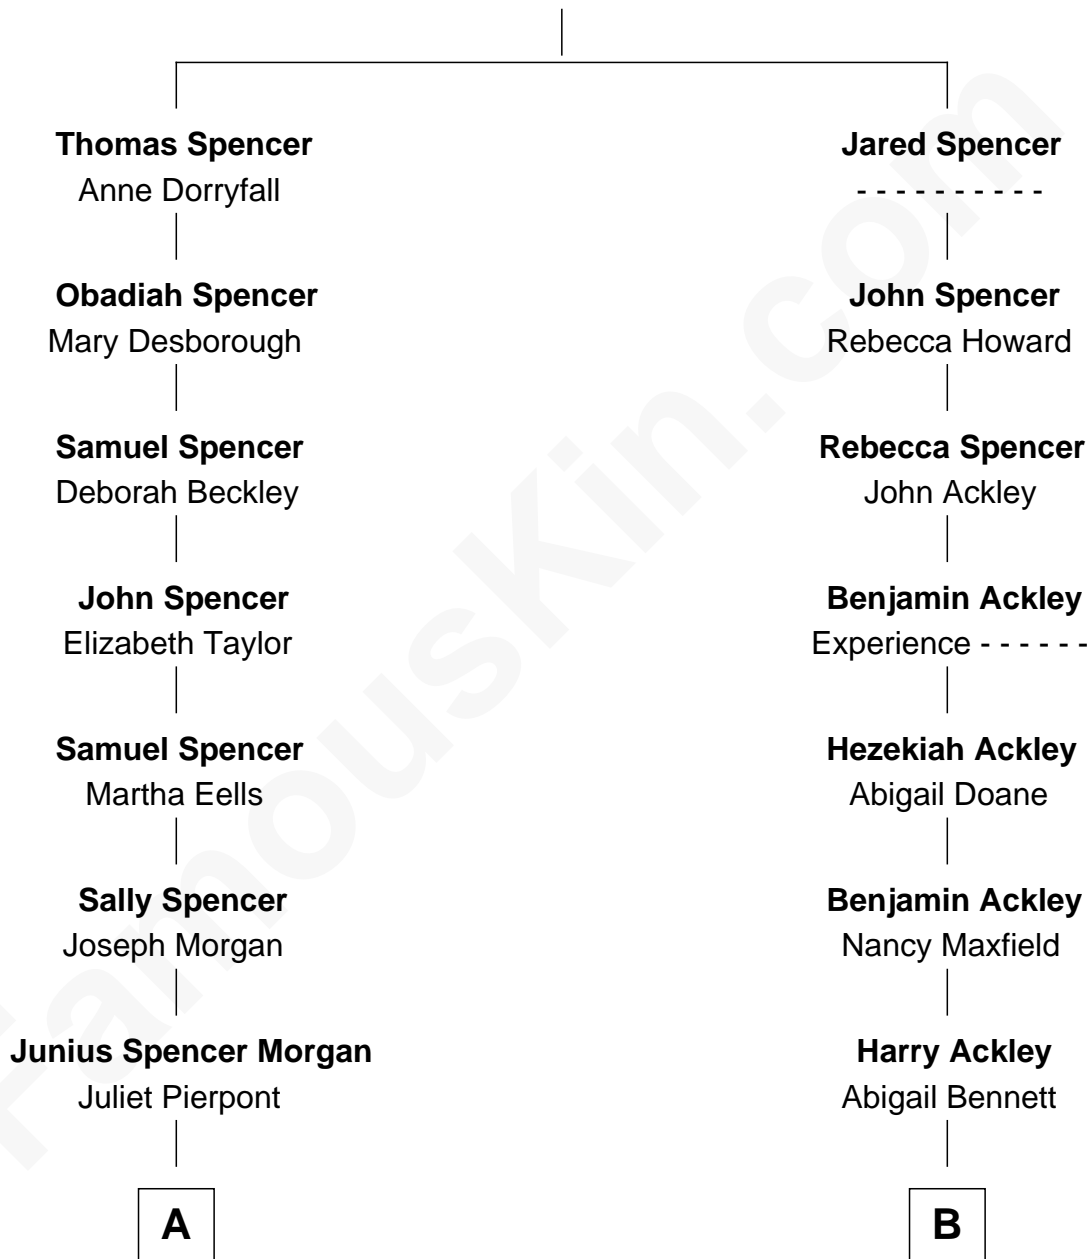 Thomas Spencer
Anne Dorryfall
Obadiah Spencer
Mary Desborough
Samuel Spencer
Deborah Beckley
John Spencer
Elizabeth Taylor
Samuel Spencer
Martha Eells
Sally Spencer
Joseph Morgan
Junius Spencer Morgan
Juliet Pierpont
A
Jared Spencer
- - - - - - - - - -
John Spencer
Rebecca Howard
Rebecca Spencer
John Ackley
Benjamin Ackley
Experience - - - - - -
Hezekiah Ackley
Abigail Doane
Benjamin Ackley
Nancy Maxfield
Harry Ackley
Abigail Bennett
B
FamousKin.com